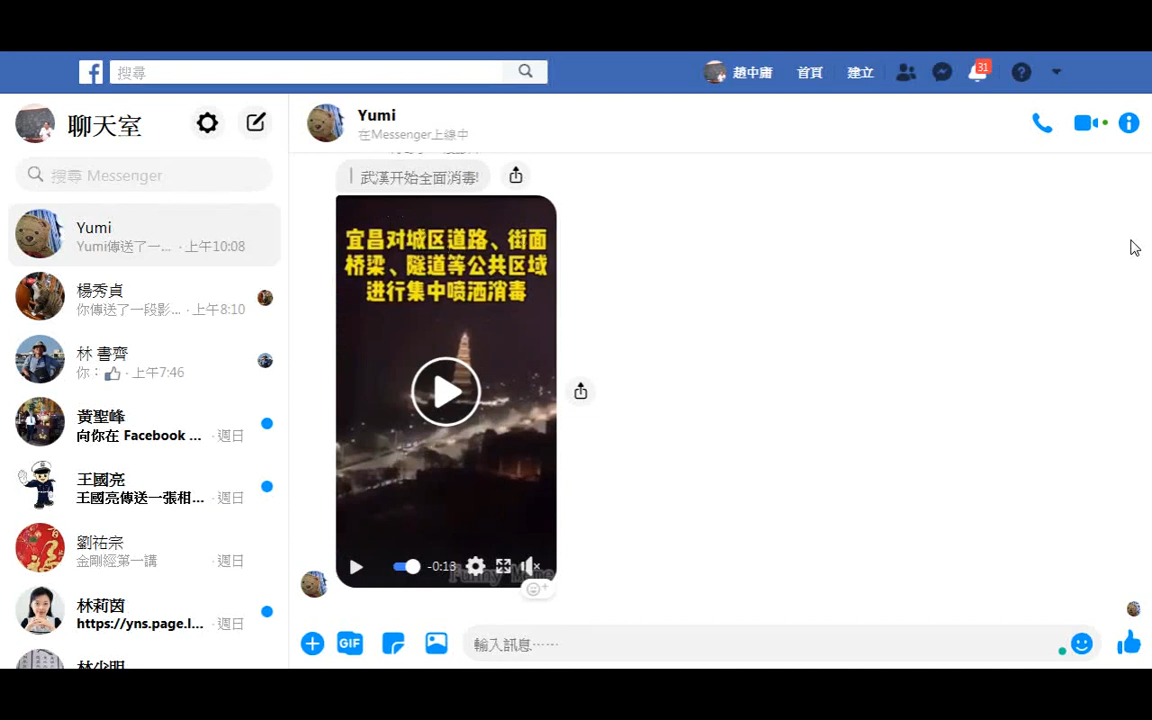 搜尋
趙中庸
首頁
建立
31
聊天室
搜尋 Messenger
Yumi
Yumi傳送了一... · 上午10:08
楊秀貞
你傳送了一段影... · 上午8:10
林 書齊
你： · 上午7:46
黃聖峰
向你在 Facebook ... · 週日
王國亮
王國亮傳送一張相... · 週日
劉祐宗
金剛經第一講 · 週日
林莉茵
https://yns.page.l... · 週日
林少明
Yumi
在Messenger上線中
武漢开始全面消毒!
宜昌对城区道路、街面
桥梁、隧道等公共区域
进行集中喷洒消毒
-0:13
GIF
輸入訊息……